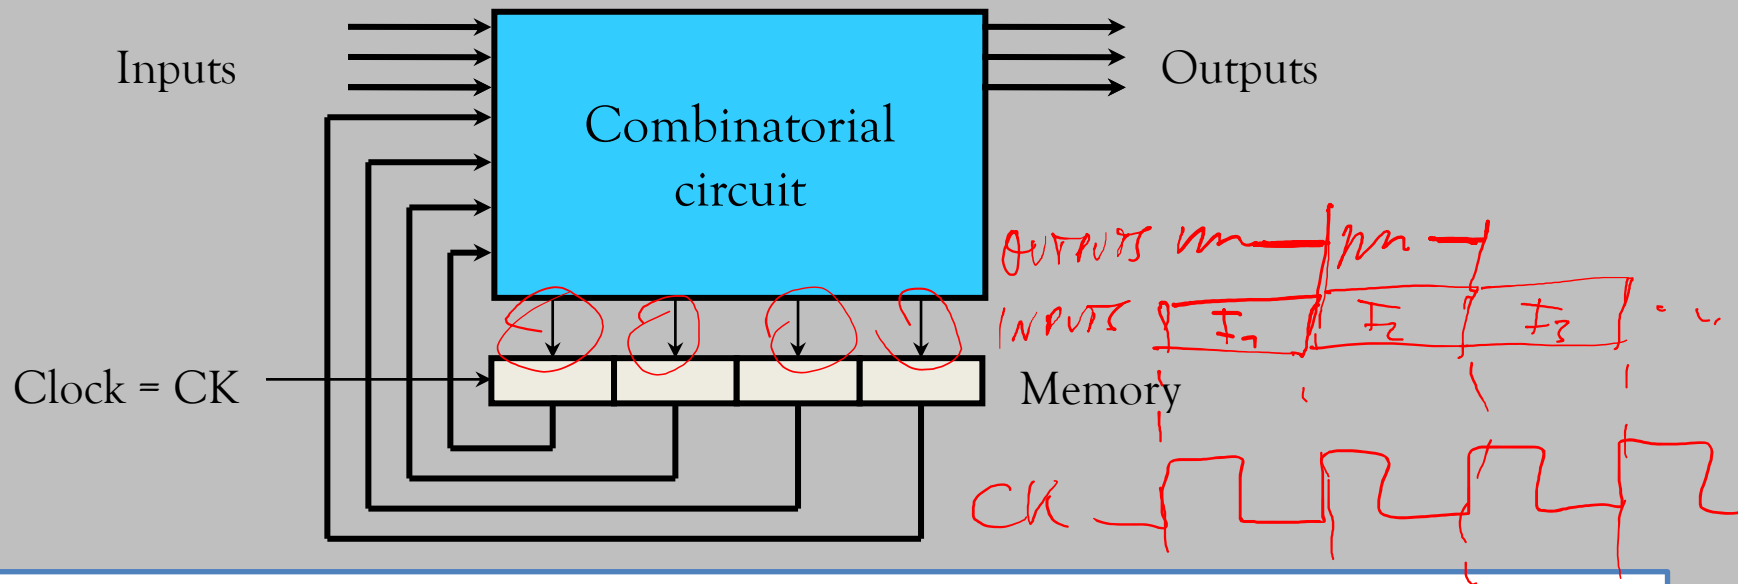 Inputs
Outputs
Combinatorial
circuit
OUTPUTS
INPUTS I1 I2 I3 ...
Clock = CK
Memory
CK